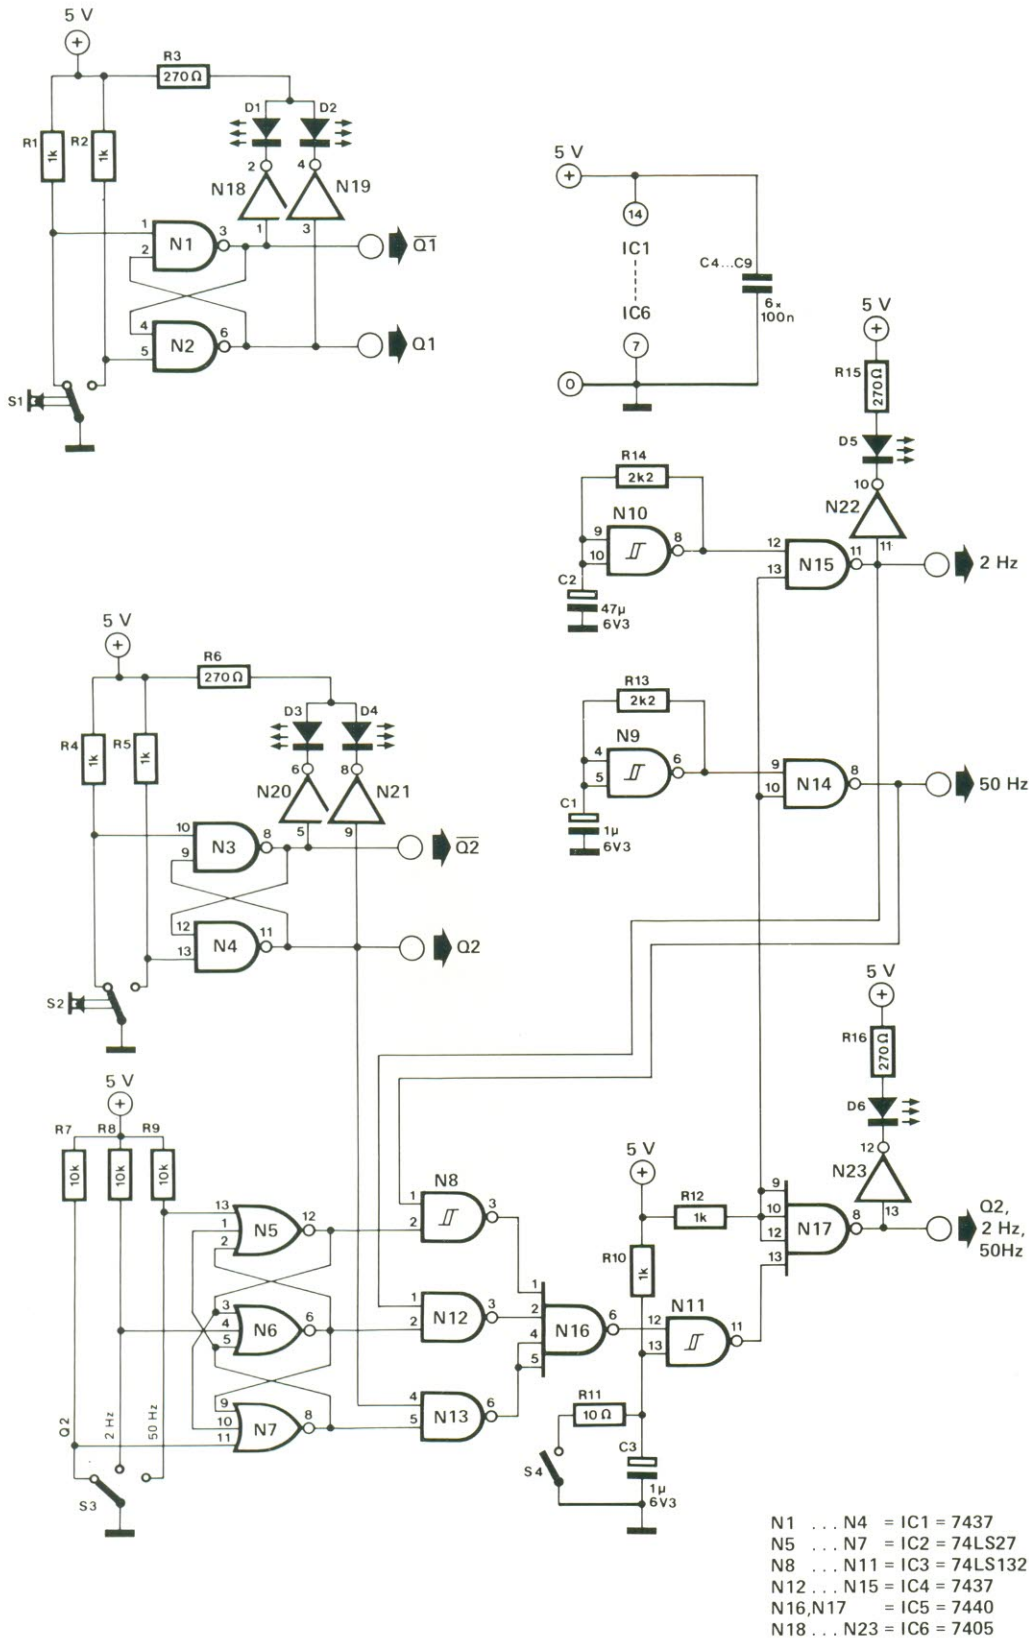 5 V
+
R3
270Ω
D1
D2
R1
1k
R2
1k
2
4
N18
N19
1
3
1
2
N1
3
Q1
4
5
N2
6
Q1
S1
5 V
+
14
IC1
IC6
7
0
C4...C9
6×
100n
5 V
+
R15
270Ω
D5
10
N22
11
R14
2k2
N10
9
10
8
C2
47µ
6V3
12
13
N15
11
2 Hz
R13
2k2
N9
4
5
6
C1
1µ
6V3
9
10
N14
8
50 Hz
5 V
+
R6
270Ω
D3
D4
R4
1k
R5
1k
6
8
N20
N21
5
9
10
9
N3
8
Q2
12
13
N4
11
Q2
S2
5 V
+
R7
R8
R9
10k
10k
10k
13
1
2
N5
12
3
4
5
N6
6
9
10
11
N7
8
Q2
2 Hz
50 Hz
S3
N8
1
2
3
1
2
N12
3
4
5
N13
6
1
2
4
5
N16
6
5 V
+
R12
1k
R10
1k
N11
12
13
11
R11
10Ω
S4
C3
1µ
6V3
5 V
+
R16
270Ω
D6
12
N23
13
9
10
12
13
N17
8
Q2,
2 Hz,
50Hz
N1 ... N4 = IC1 = 7437
N5 ... N7 = IC2 = 74LS27
N8 ... N11 = IC3 = 74LS132
N12 ... N15 = IC4 = 7437
N16,N17 = IC5 = 7440
N18 ... N23 = IC6 = 7405